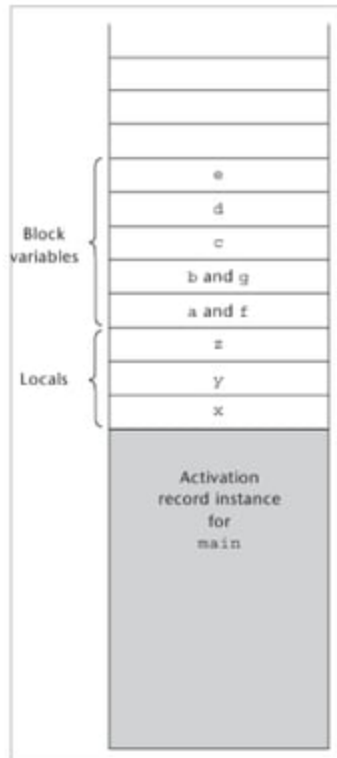 e
d
c
b and g
a and f
z
y
x
Block
variables
Locals
Activation
record instance
for
main